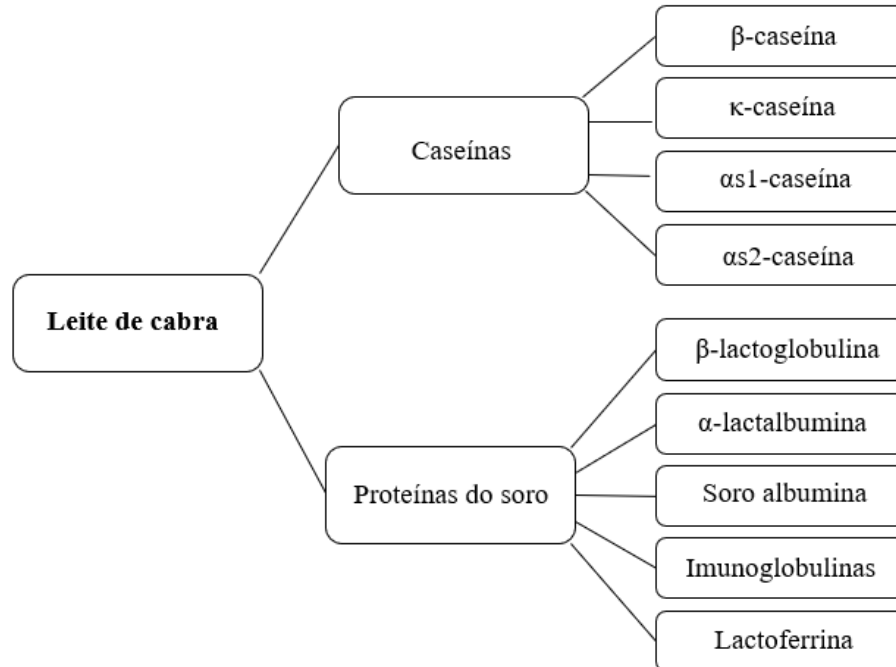 Leite de cabra
Caseínas
β-caseína
κ-caseína
αs1-caseína
αs2-caseína
Proteínas do soro
β-lactoglobulina
α-lactalbumina
Soro albumina
Imunoglobulinas
Lactoferrina